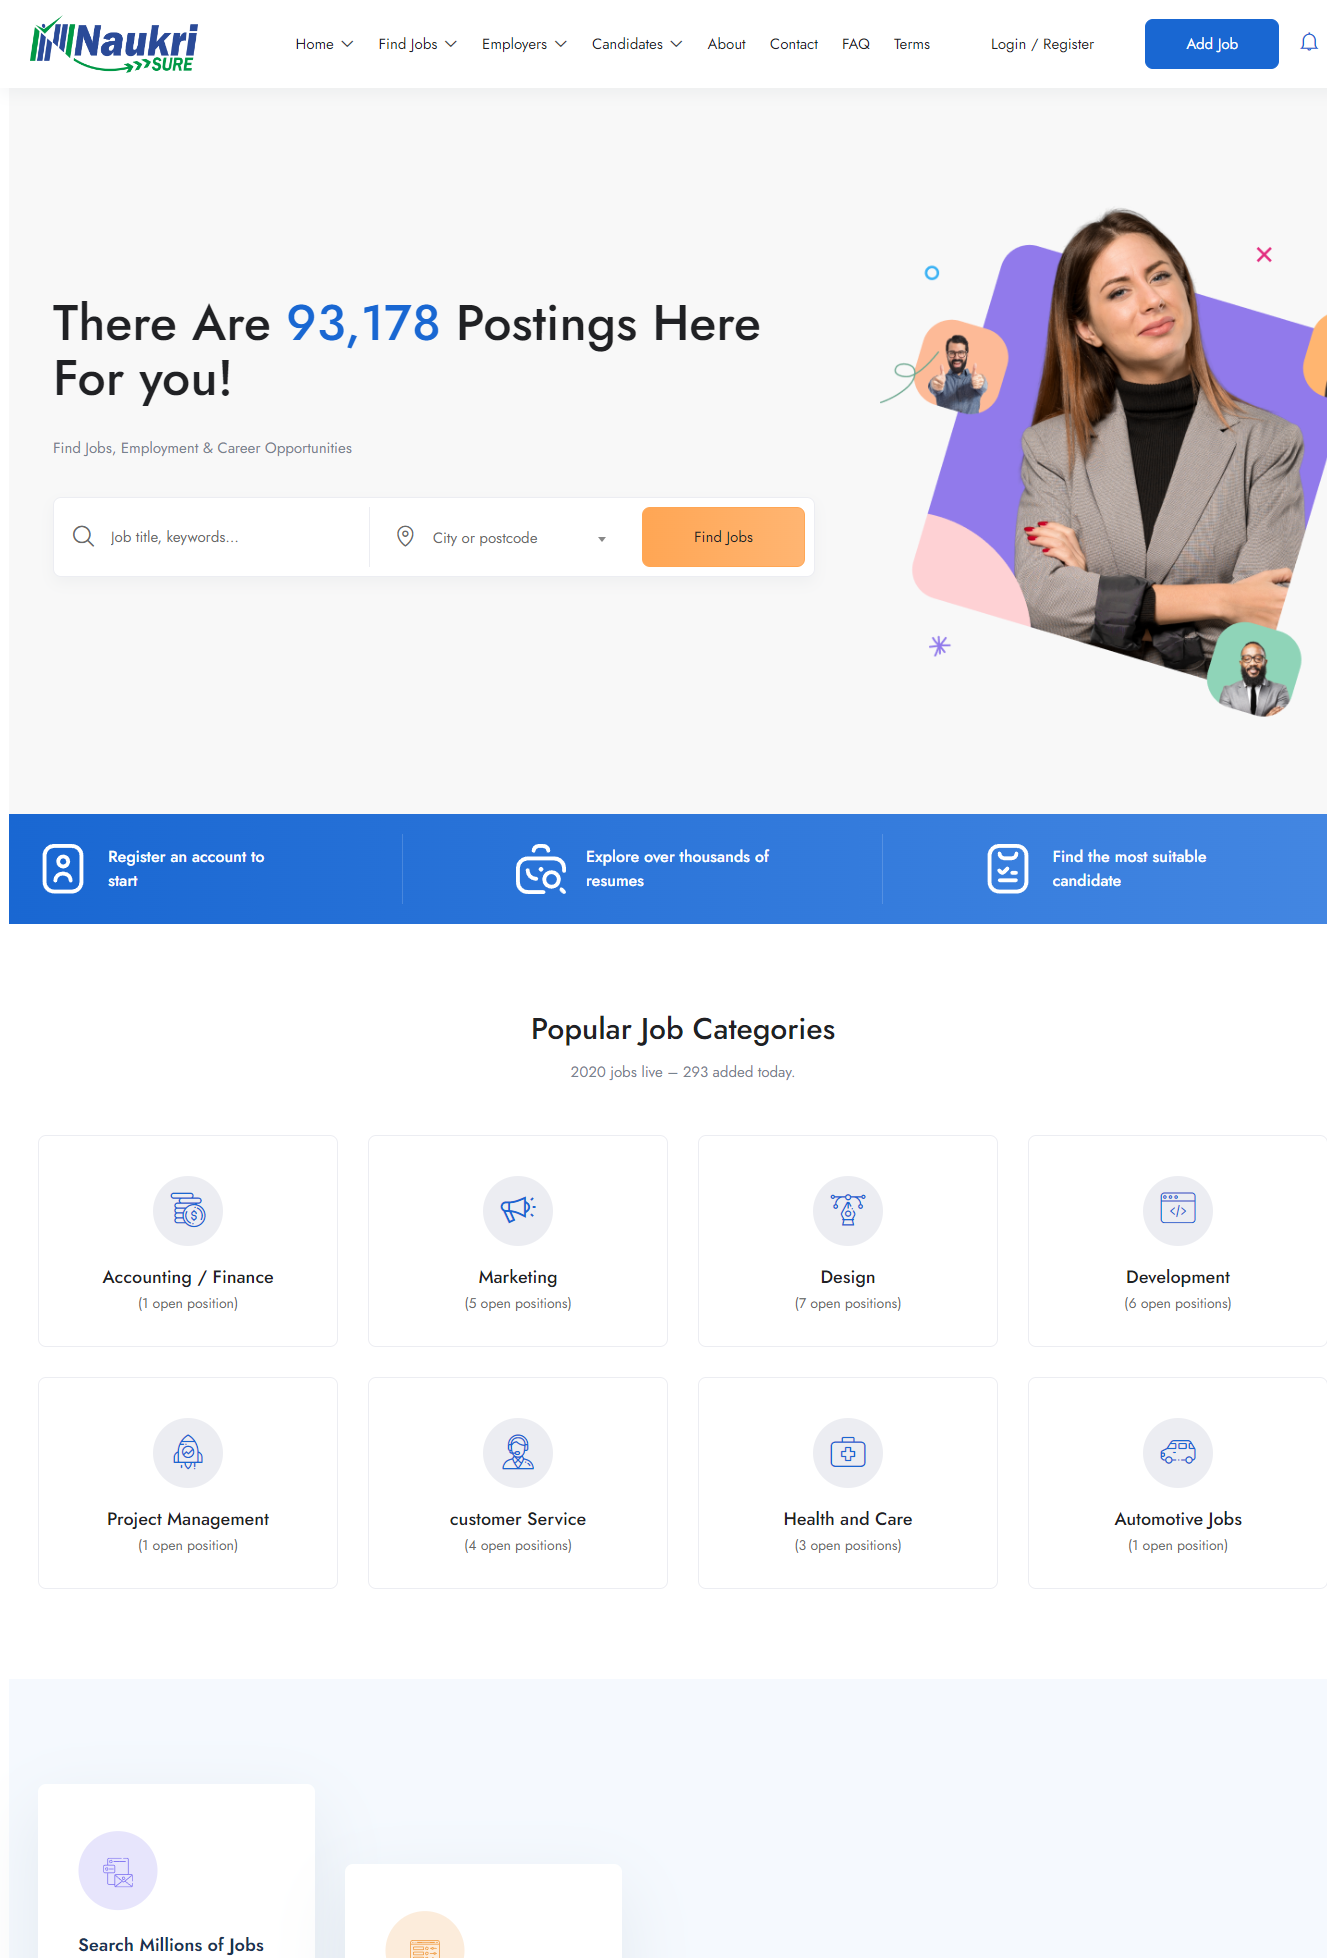 Naukri
SURE
Home
Find Jobs
Employers
Candidates
About
Contact
FAQ
Terms
Login / Register
Add Job
There Are 93,178 Postings Here
For you!
Find Jobs, Employment & Career Opportunities
Job title, keywords...
City or postcode
Find Jobs
Register an account to
start
Explore over thousands of
resumes
Find the most suitable
candidate
Popular Job Categories
2020 jobs live – 293 added today.
Accounting / Finance
(1 open position)
Marketing
(5 open positions)
Design
(7 open positions)
Development
(6 open positions)
Project Management
(1 open position)
customer Service
(4 open positions)
Health and Care
(3 open positions)
Automotive Jobs
(1 open position)
Search Millions of Jobs